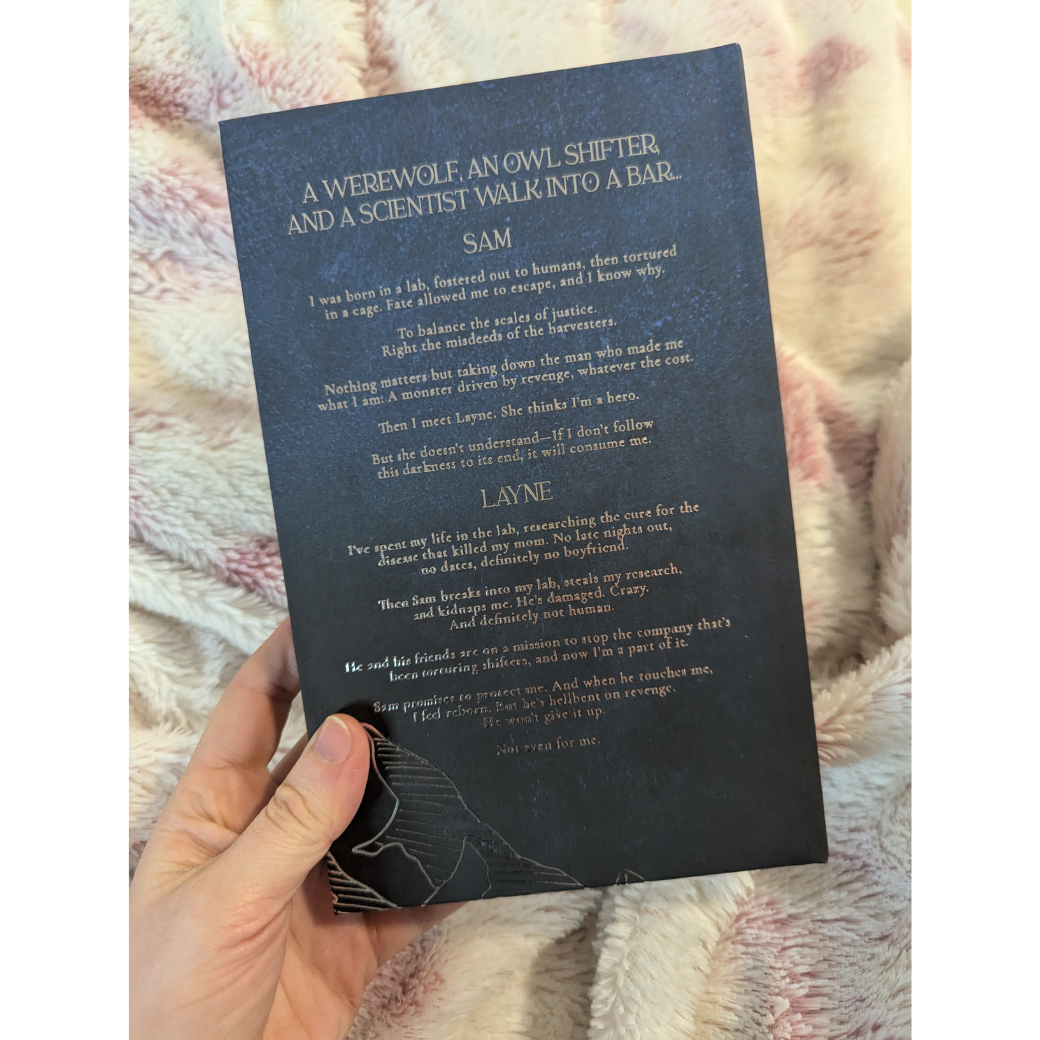 A WEREWOLF, AN OWL SHIFTER,
AND A SCIENTIST WALK INTO A BAR...
SAM
I was born in a lab, fostered out to humans, then tortured
in a cage. Fate allowed me to escape, and I know why.
To balance the scales of justice.
Right the misdeeds of the harvesters.
Nothing matters but taking down the man who made me
what I am: A monster driven by revenge, whatever the cost.
Then I meet Layne. She thinks I'm a hero.
But she doesn't understand—If I don't follow
this darkness to its end, it will consume me.
LAYNE
I've spent my life in the lab, researching the cure for the
disease that killed my mom. No late nights out,
no dates, definitely no boyfriend.
Then Sam breaks into my lab, steals my research,
and kidnaps me. He's damaged. Crazy.
And definitely not human.
He and his friends are on a mission to stop the company that's
been torturing shifters, and now I'm a part of it.
Sam promises to protect me. And when he touches me,
I feel reborn. But he's hellbent on revenge.
He won't give it up.
Not even for me.